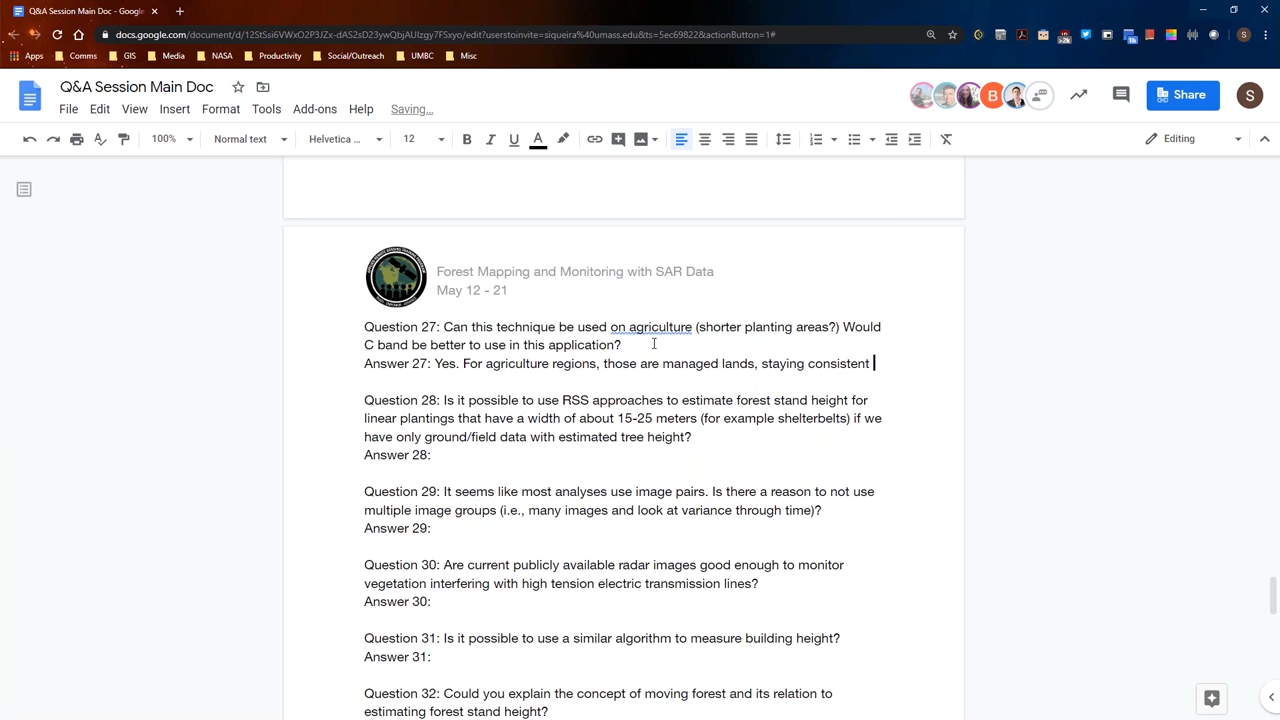 Q&A Session Main Doc - Google
docs.google.com/document/d/12StSsi6VWxO2P3JZx-dAS2sD23ywQbjAUIzgy7FSxyo/edit?userstoinvite=siqueira%40umass.edu&ts=5ec69822&actionButton=1#
Apps Comms GIS Media NASA Productivity Social/Outreach UMBC Misc
Q&A Session Main Doc
File Edit View Insert Format Tools Add-ons Help Saving...
B Share S
100% Normal text Helvetica ... 12 B I U A Editing
Forest Mapping and Monitoring with SAR Data
May 12 - 21
Question 27: Can this technique be used on agriculture (shorter planting areas?) Would
C band be better to use in this application?
Answer 27: Yes. For agriculture regions, those are managed lands, staying consistent
Question 28: Is it possible to use RSS approaches to estimate forest stand height for
linear plantings that have a width of about 15-25 meters (for example shelterbelts) if we
have only ground/field data with estimated tree height?
Answer 28:
Question 29: It seems like most analyses use image pairs. Is there a reason to not use
multiple image groups (i.e., many images and look at variance through time)?
Answer 29:
Question 30: Are current publicly available radar images good enough to monitor
vegetation interfering with high tension electric transmission lines?
Answer 30:
Question 31: Is it possible to use a similar algorithm to measure building height?
Answer 31:
Question 32: Could you explain the concept of moving forest and its relation to
estimating forest stand height?